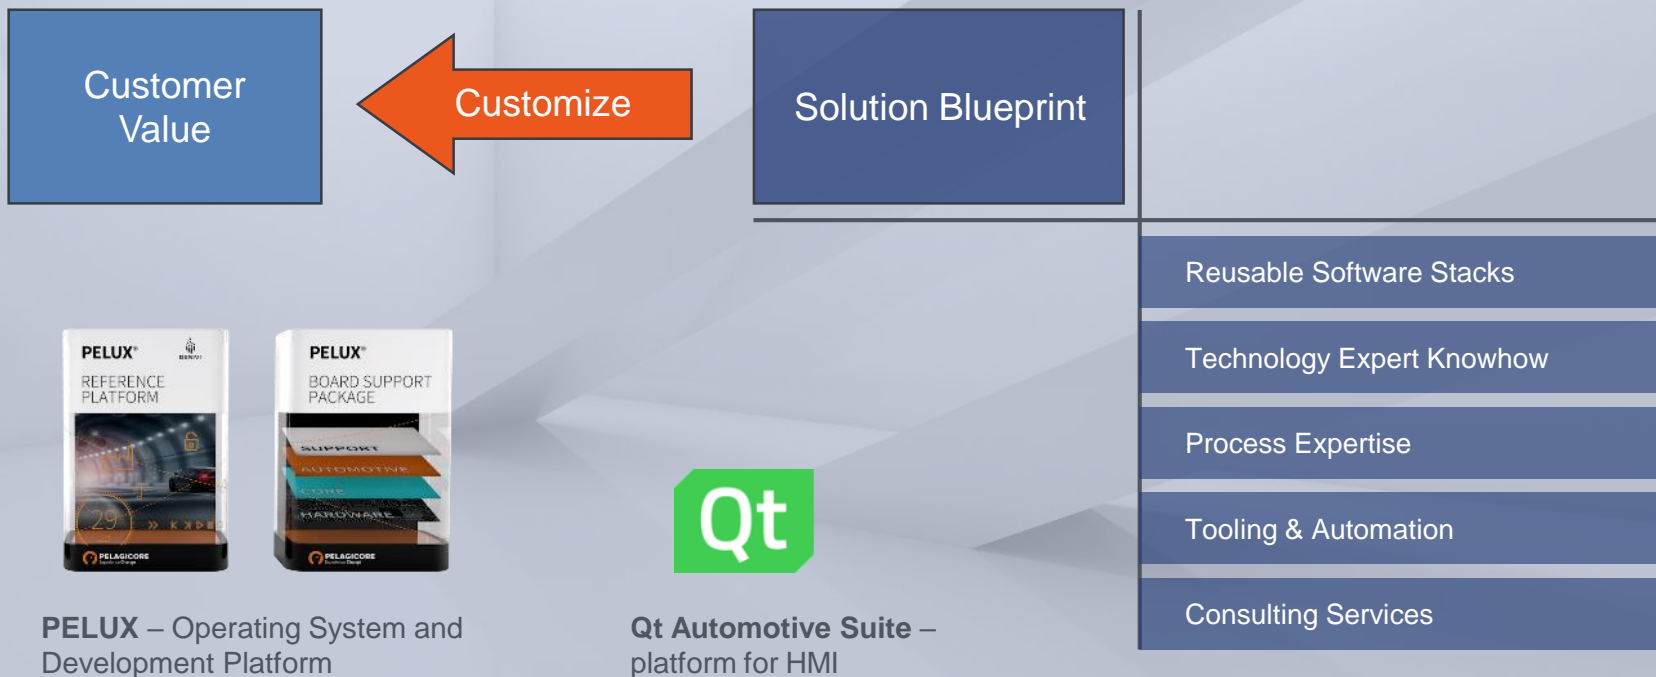 Customer
Value
Customize
Solution Blueprint
Reusable Software Stacks
Technology Expert Knowhow
Process Expertise
Tooling & Automation
Consulting Services
PELUX®
REFERENCE
PLATFORM
29
PELAGICORE
PELUX®
BOARD SUPPORT
PACKAGE
SUPPORT
AUTOMOTIVE
CORE
HARDWARE
PELAGICORE
Qt
PELUX – Operating System and
Development Platform
Qt Automotive Suite –
platform for HMI